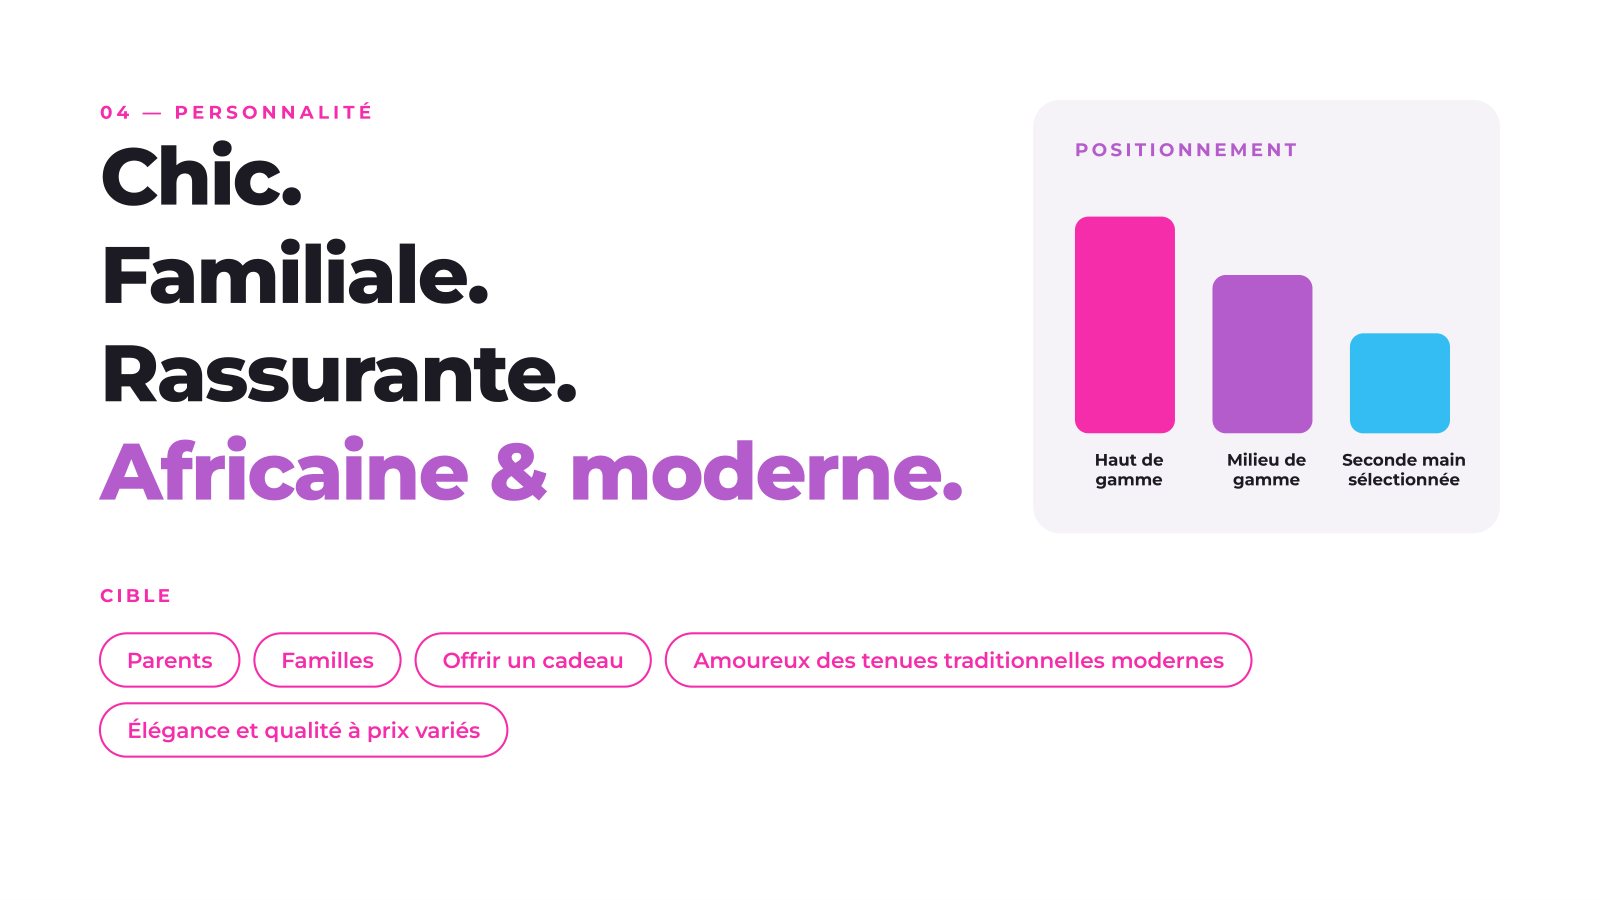 04 — PERSONNALITÉ
Chic.
Familiale.
Rassurante.
Africaine & moderne.
POSITIONNEMENT
Haut de
gamme
Milieu de
gamme
Seconde main
sélectionnée
CIBLE
Parents
Familles
Offrir un cadeau
Amoureux des tenues traditionnelles modernes
Élégance et qualité à prix variés